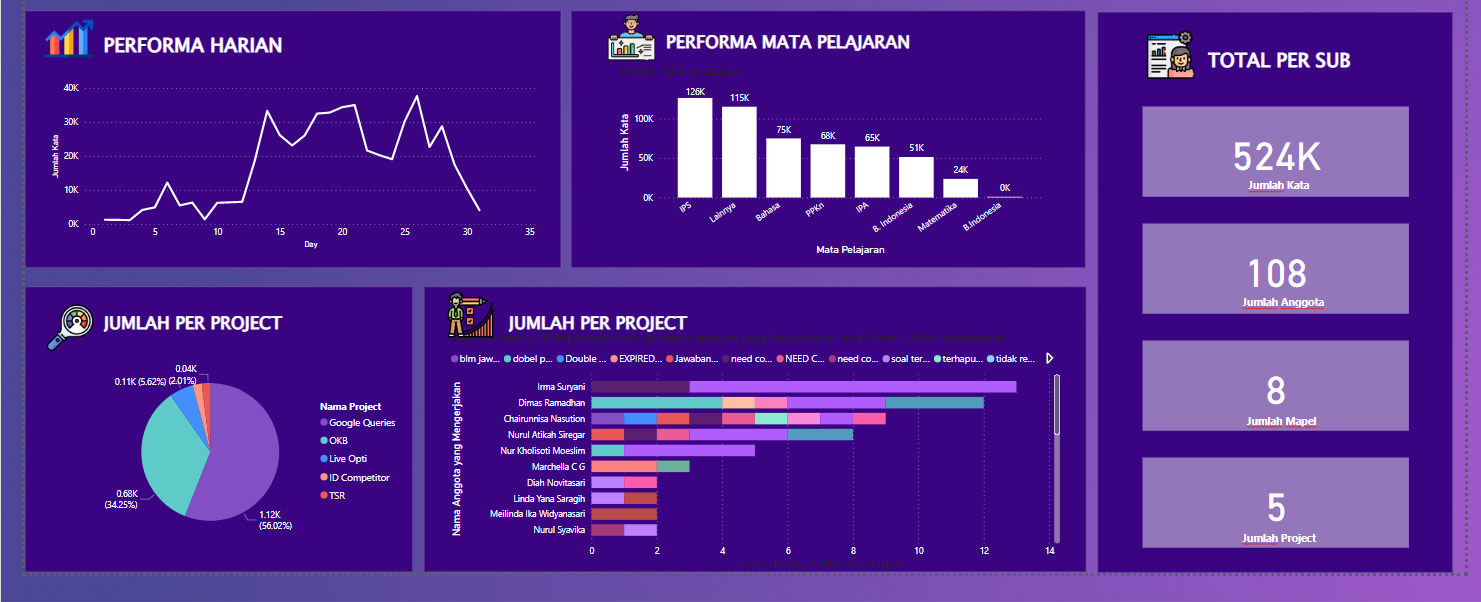 PERFORMA HARIAN
40K
30K
20K
10K
0K
Jumlah Kata
0 5 10 15 20 25 30 35
Day
PERFORMA MATA PELAJARAN
Jumlah Kata
100K
50K
0K
126K 115K 75K 68K 65K 51K 24K 0K
IPS Lainnya Bahasa PPKn IPA B. Indonesia Matematika B.Indonesia
Mata Pelajaran
TOTAL PER SUB
524K
Jumlah Kata
108
Jumlah Anggota
8
Jumlah Mapel
5
Jumlah Project
JUMLAH PER PROJECT
0.04K
(2.01%)
0.11K (5.62%)
0.68K
(34.25%)
1.12K
(56.02%)
Nama Project
Google Queries
OKB
Live Opti
ID Competitor
TSR
JUMLAH PER PROJECT
blm jaw... dobel p... Double ... EXPIRED... Jawaban... need co... NEED C... need co... soal ter... terhapu... tidak re...
Nama Anggota yang Mengerjakan
Irma Suryani
Dimas Ramadhan
Chairunnisa Nasution
Nurul Atikah Siregar
Nur Kholisoti Moeslim
Marchella C G
Diah Novitasari
Linda Yana Saragih
Meilinda Ika Widyanasari
Nurul Syavika
0 2 4 6 8 10 12 14